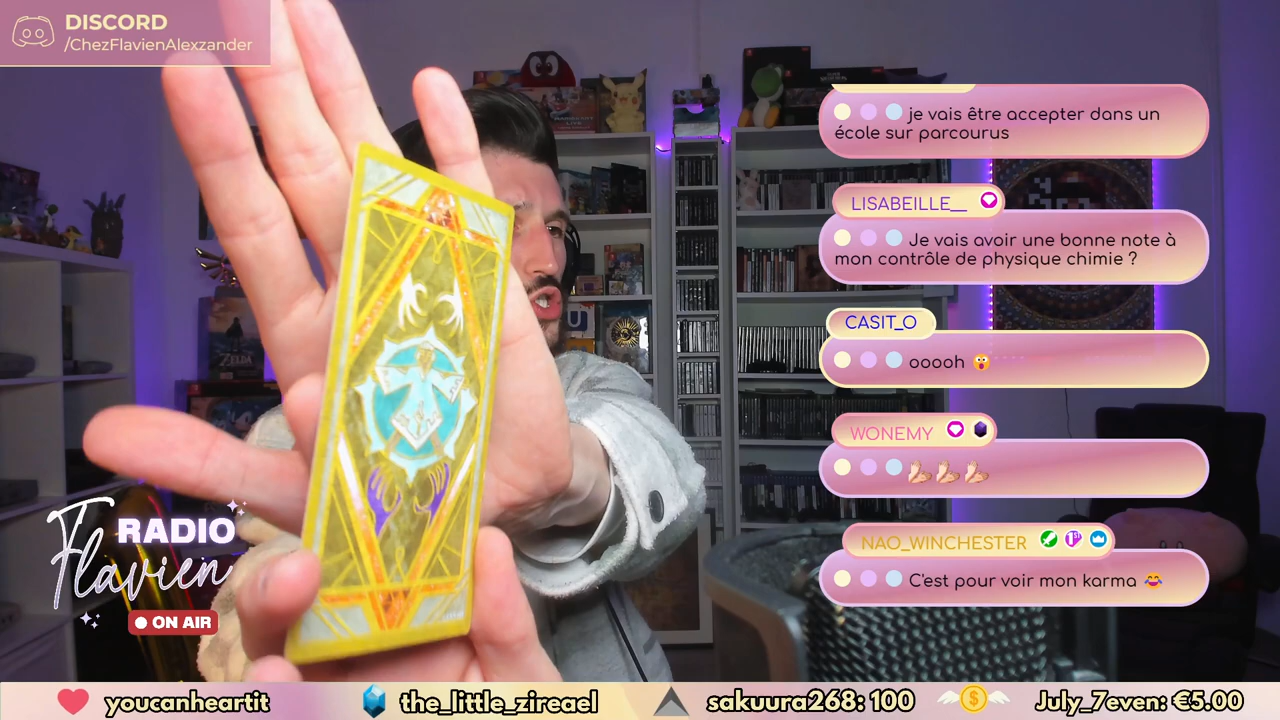 DISCORD
/ChezFlavienAlexzander
je vais être accepter dans un
école sur parcourus
LISABEILLE__
Je vais avoir une bonne note à
mon contrôle de physique chimie ?
CASIT_O
ooooh 😲
WONEMY
NAO_WINCHESTER
C'est pour voir mon karma 😂
ZELDA
U
Flavien
RADIO
ON AIR
youcanheartit
the_little_zireael
sakuura268: 100
July_7even: €5.00